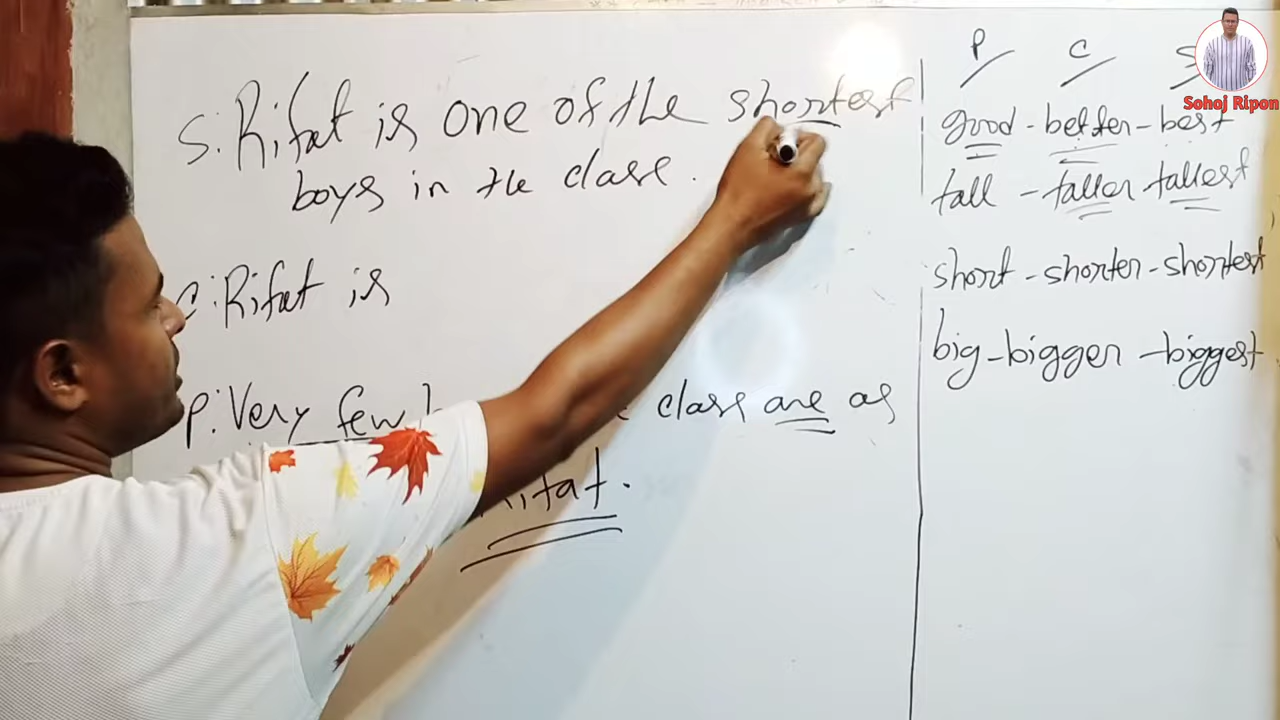 S: Rifat is one of the shortest
boys in the class.
C: Rifat is
P: Very few class are as
Rifat.
P C S
good - better - best
tall - taller - tallest
short - shorter - shortest
big - bigger - biggest
Sohoj Ripon